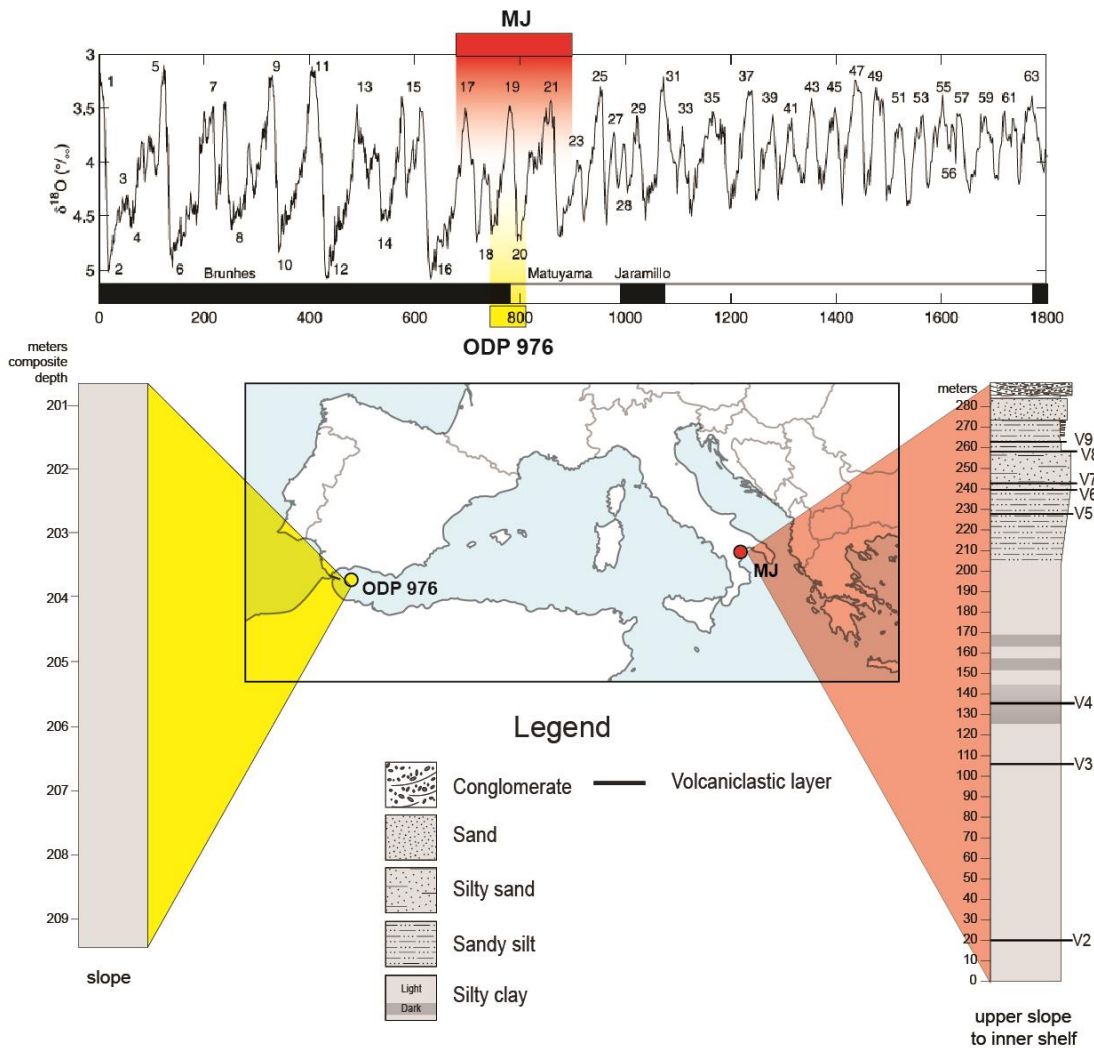 MJ
3
3.5
4
4.5
5
δ¹⁸O (°/₀₀)
1
2
3
4
5
6
7
8
9
10
11
12
13
14
15
16
17
18
19
20
21
23
25
27
28
29
31
33
35
37
39
41
43
45
47
49
51
53
55
56
57
59
61
63
Brunhes
Matuyama
Jaramillo
0 200 400 600 800 1000 1200 1400 1600 1800
ODP 976
meters
composite
depth
201
202
203
204
205
206
207
208
209
slope
ODP 976
MJ
meters
280
270
260
250
240
230
220
210
200
190
180
170
160
150
140
130
120
110
100
90
80
70
60
50
40
30
20
10
0
V9
V8
V7
V6
V5
V4
V3
V2
upper slope
to inner shelf
Legend
Conglomerate
Volcaniclastic layer
Sand
Silty sand
Sandy silt
Light
Dark
Silty clay